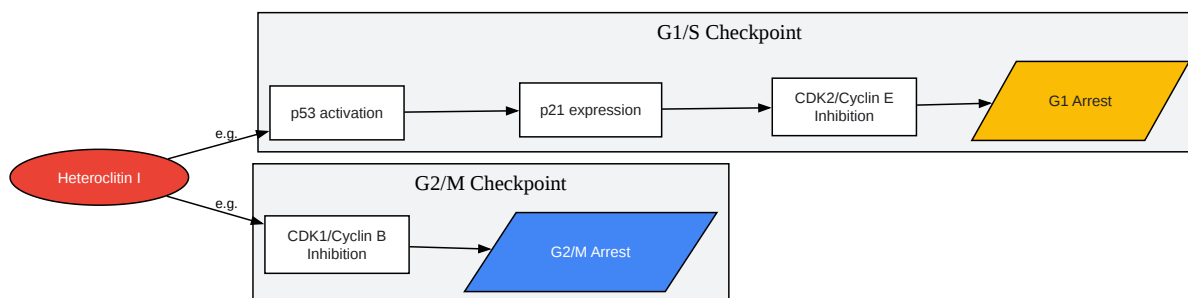 G1/S Checkpoint
p53 activation
p21 expression
CDK2/Cyclin E
Inhibition
G1 Arrest
e.g.
Heteroclitin I
e.g.
G2/M Checkpoint
CDK1/Cyclin B
Inhibition
G2/M Arrest